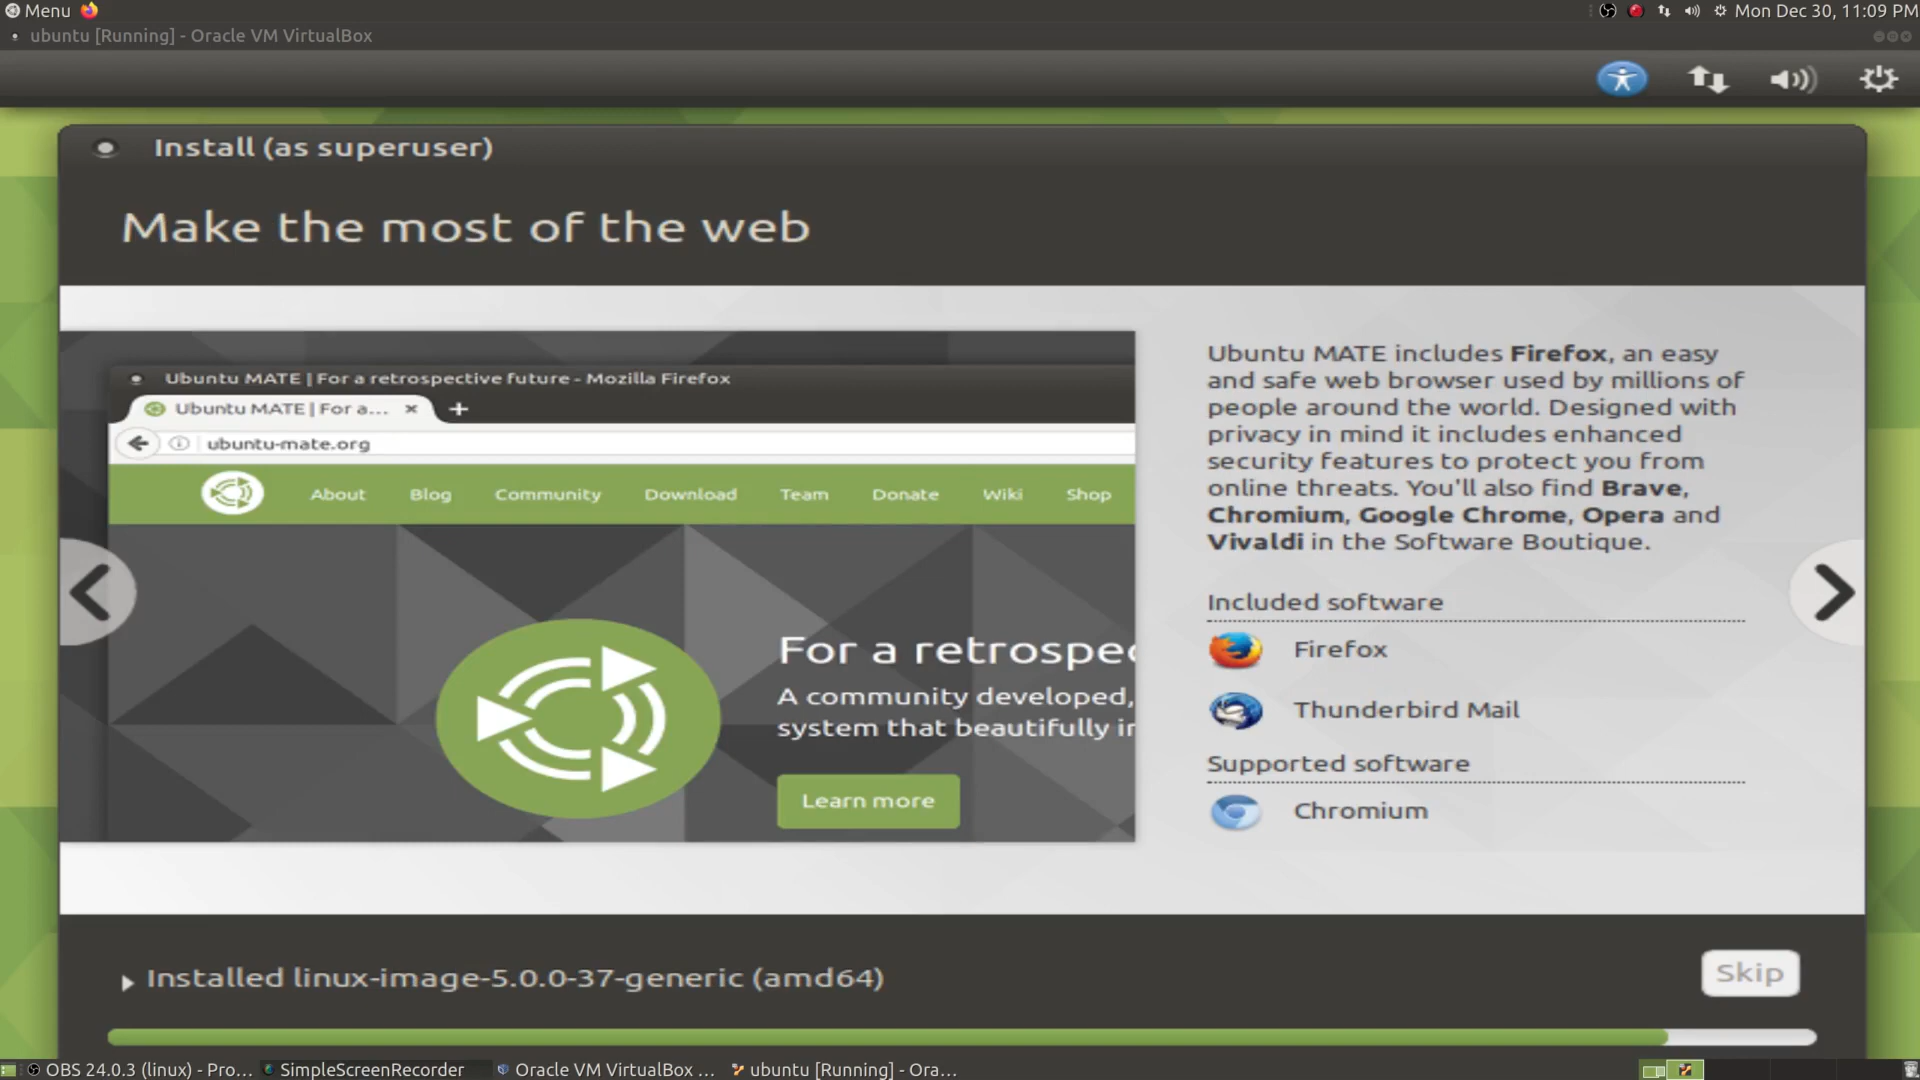 Menu
Mon Dec 30, 11:09 PM
ubuntu [Running] - Oracle VM VirtualBox
Install (as superuser)
Make the most of the web
Ubuntu MATE | For a retrospective future - Mozilla Firefox
Ubuntu MATE | For a...
ubuntu-mate.org
About Blog Community Download Team Donate Wiki Shop
For a retrospe
A community developed,
system that beautifully i
Learn more
Ubuntu MATE includes Firefox, an easy
and safe web browser used by millions of
people around the world. Designed with
privacy in mind it includes enhanced
security features to protect you from
online threats. You'll also find Brave,
Chromium, Google Chrome, Opera and
Vivaldi in the Software Boutique.
Included software
Firefox
Thunderbird Mail
Supported software
Chromium
Installed linux-image-5.0.0-37-generic (amd64)
Skip
OBS 24.0.3 (linux) - Pro...
SimpleScreenRecorder
Oracle VM VirtualBox ...
ubuntu [Running] - Ora...